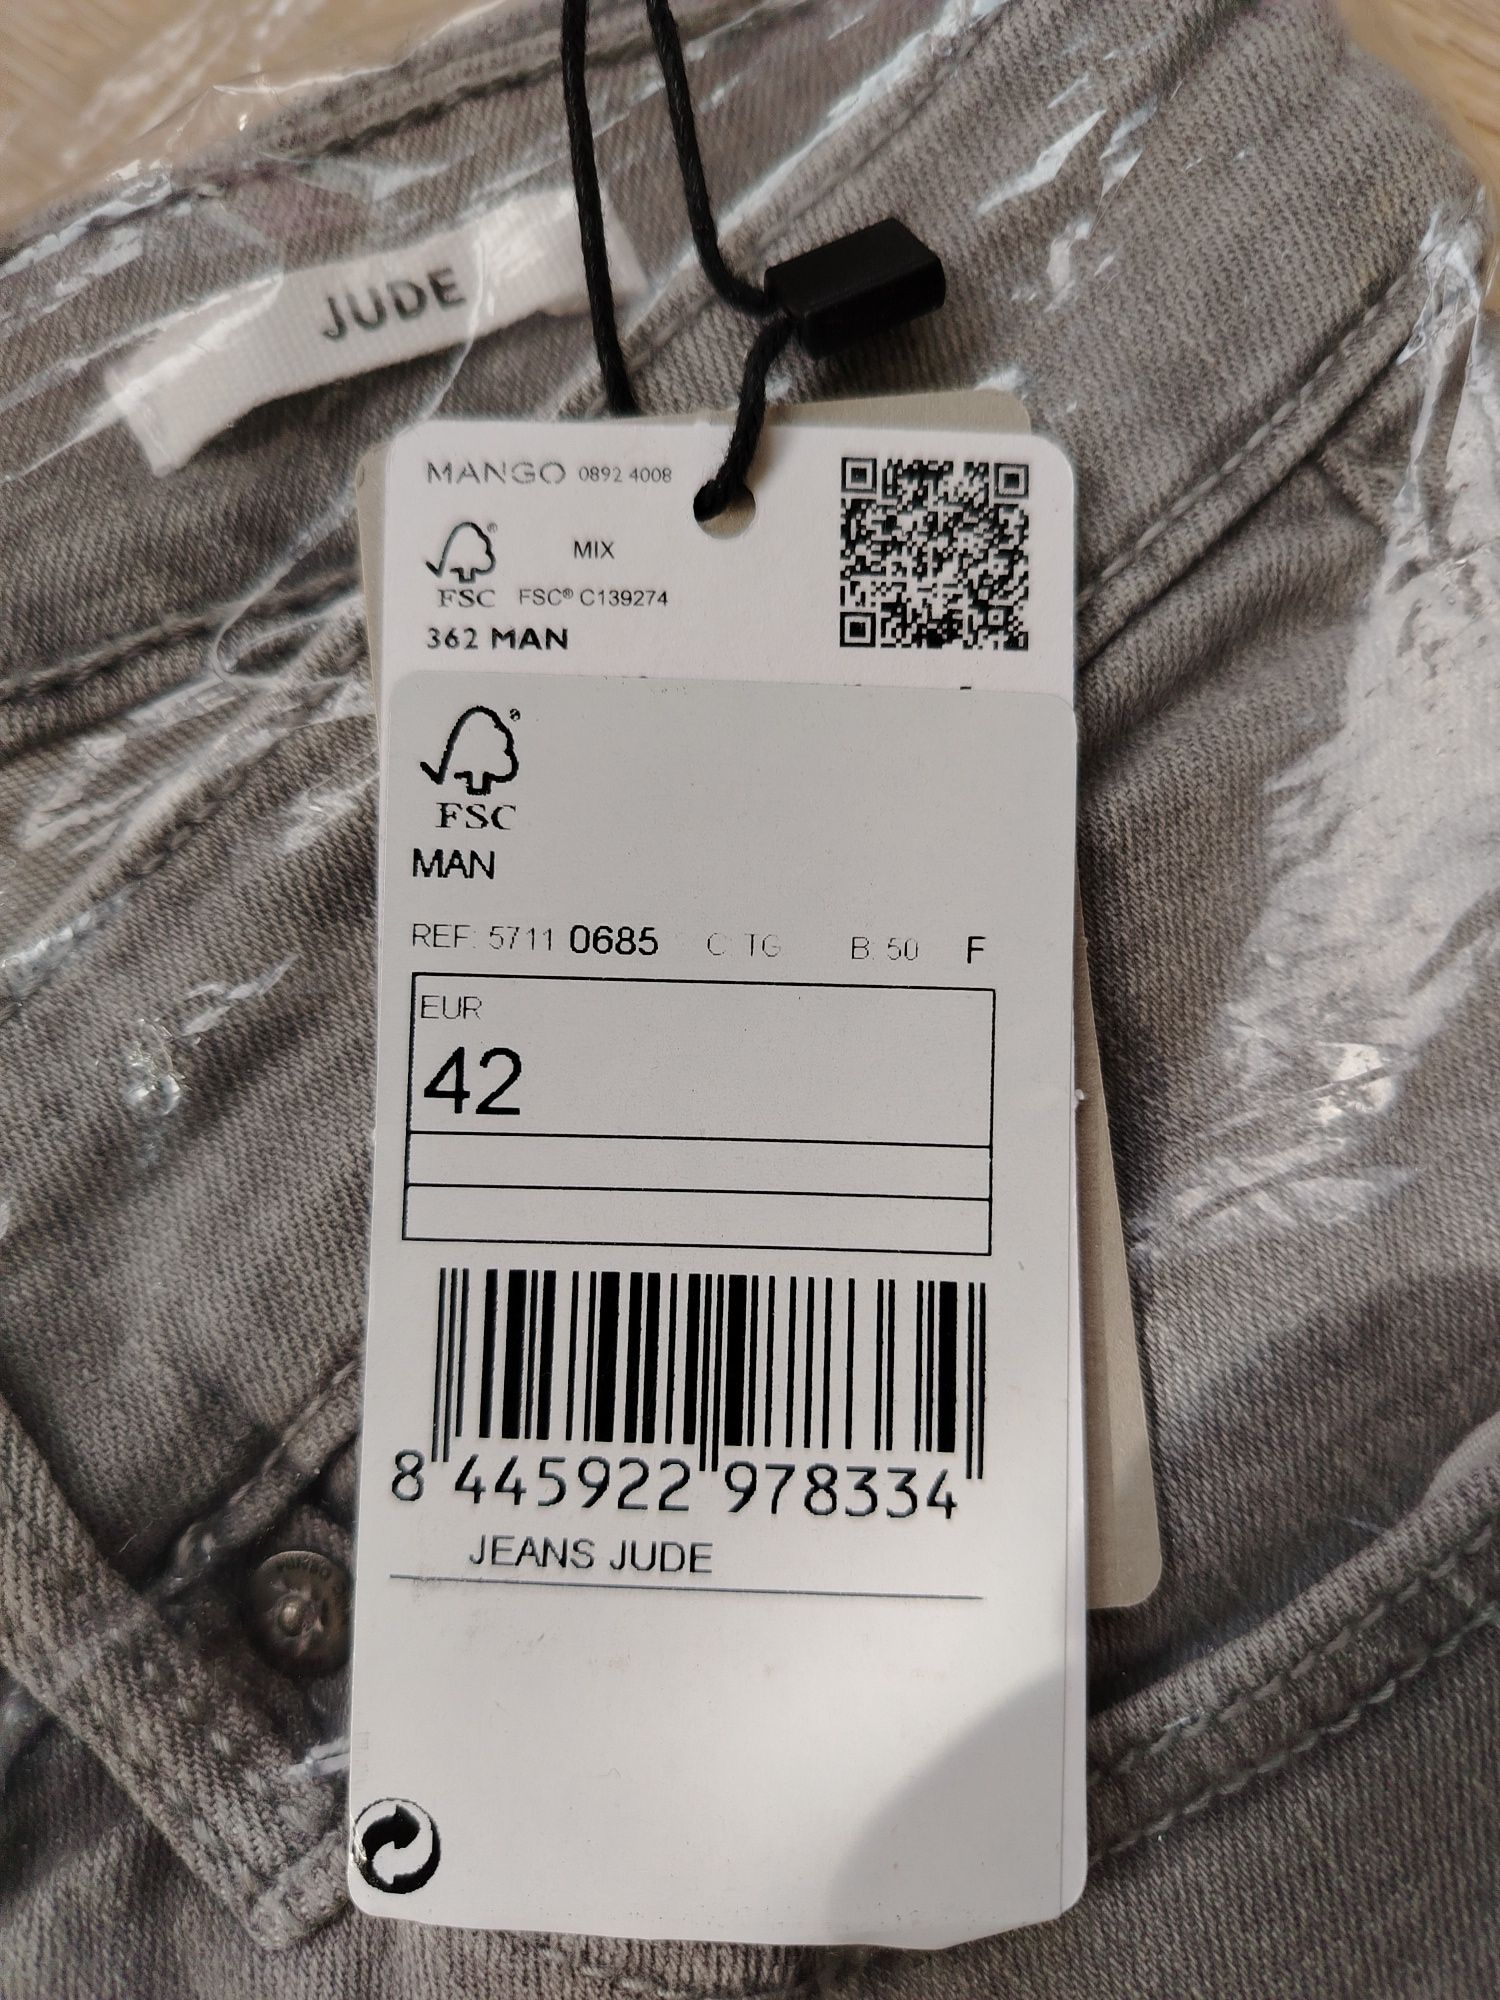 JUDE
MANGO 0892 4008
MIX
FSC FSC® C139274
362 MAN
FSC
MAN
REF: 5711 0685 C: TG B: 50 F
EUR
42
8 445922 978334
JEANS JUDE